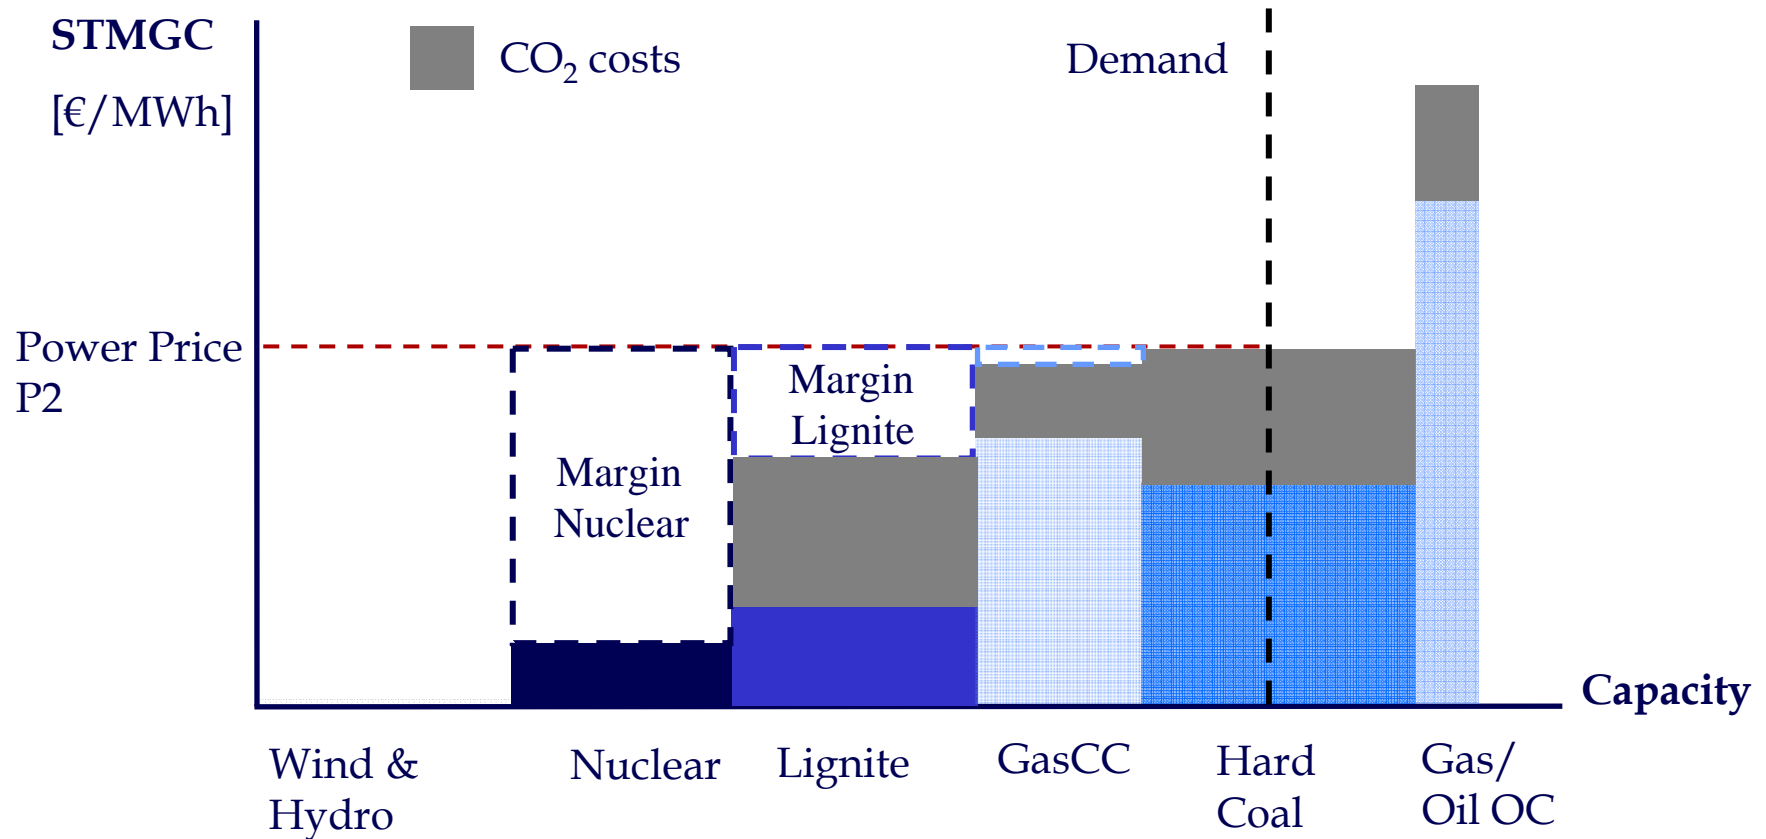 STMGC
[€/MWh]
CO₂ costs
Demand
Power Price
P2
Margin
Nuclear
Margin
Lignite
Capacity
Wind &
Hydro
Nuclear
Lignite
GasCC
Hard
Coal
Gas/
Oil OC